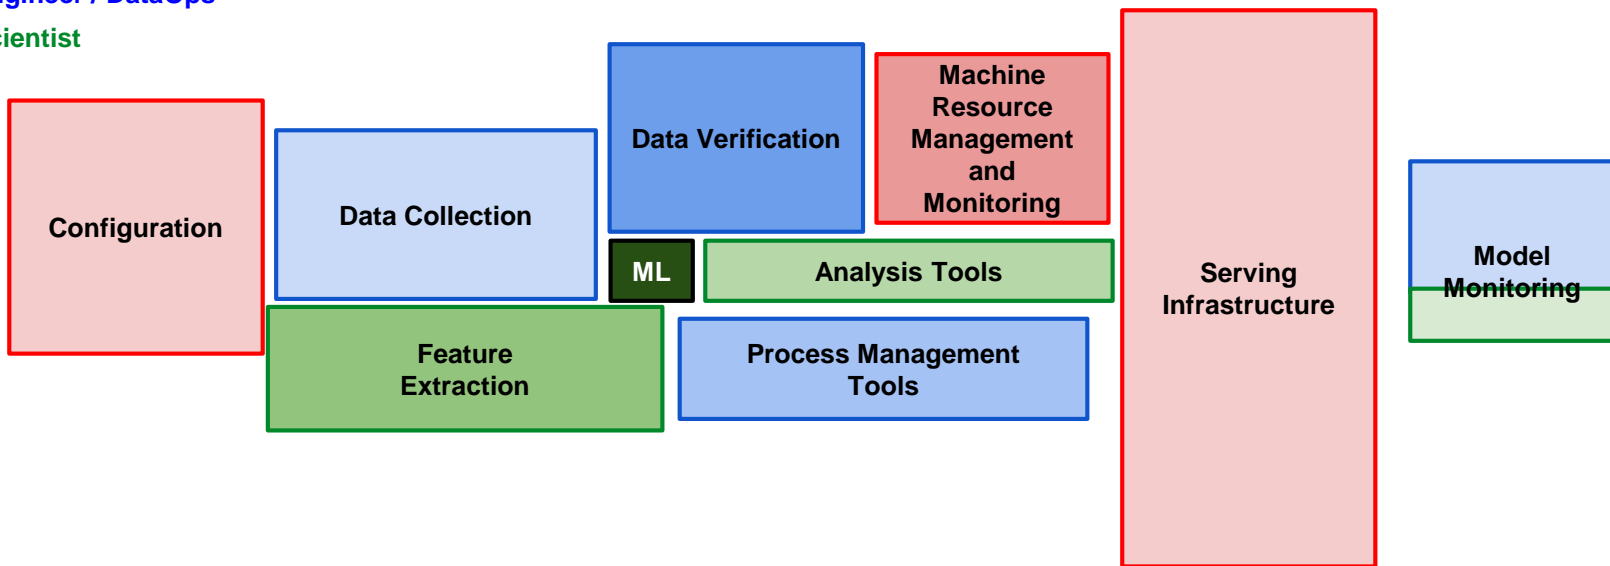 / DataOps
Configuration
Data Collection
Feature
Extraction
Data Verification
ML
Analysis Tools
Process Management
Tools
Machine
Resource
Management
and
Monitoring
Serving
Infrastructure
Model
Monitoring